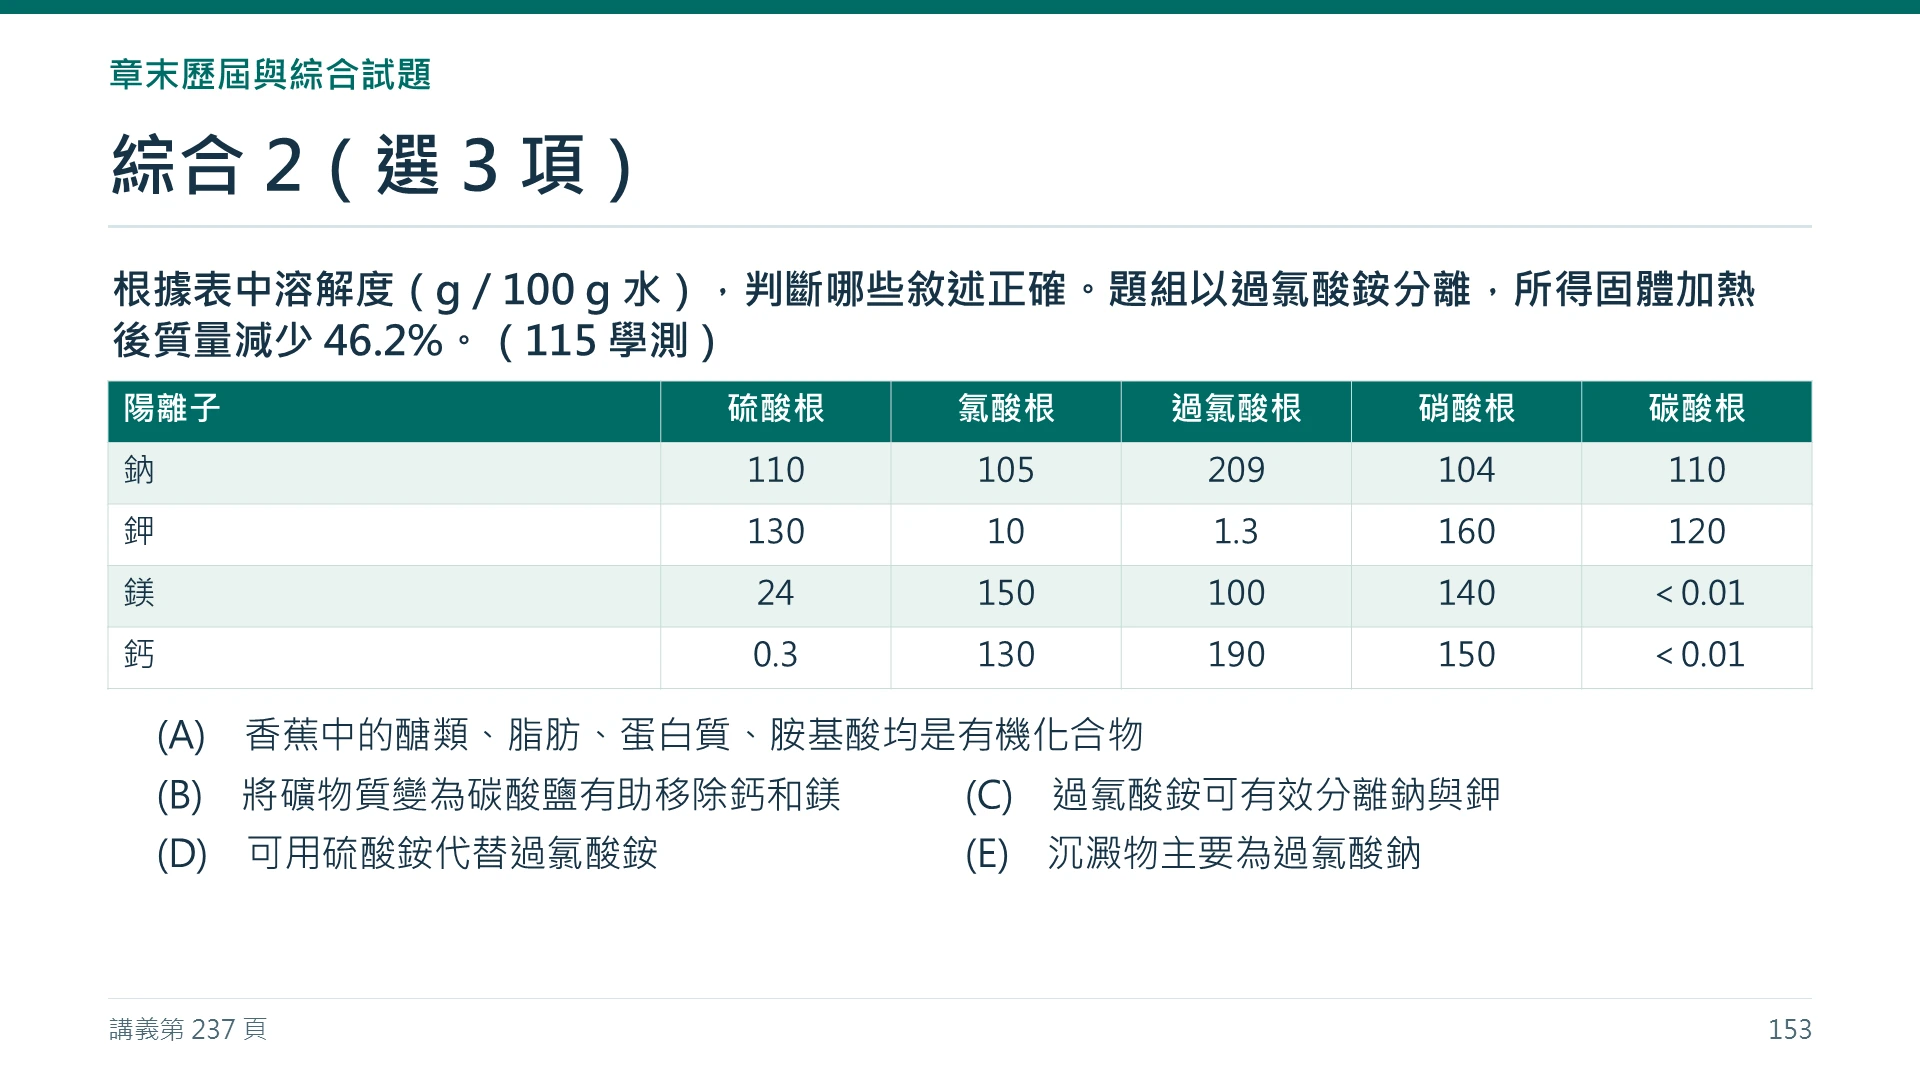 章末歷屆與綜合試題
綜合 2（選 3 項）
根據表中溶解度（g / 100 g 水），判斷哪些敘述正確。題組以過氯酸銨分離，所得固體加熱
後質量減少 46.2%。（115 學測）
陽離子 硫酸根 氯酸根 過氯酸根 硝酸根 碳酸根
鈉 110 105 209 104 110
鉀 130 10 1.3 160 120
鎂 24 150 100 140 < 0.01
鈣 0.3 130 190 150 < 0.01
(A) 香蕉中的醣類、脂肪、蛋白質、胺基酸均是有機化合物
(B) 將礦物質變為碳酸鹽有助移除鈣和鎂 (C) 過氯酸銨可有效分離鈉與鉀
(D) 可用硫酸銨代替過氯酸銨 (E) 沉澱物主要為過氯酸鈉
講義第 237 頁 153